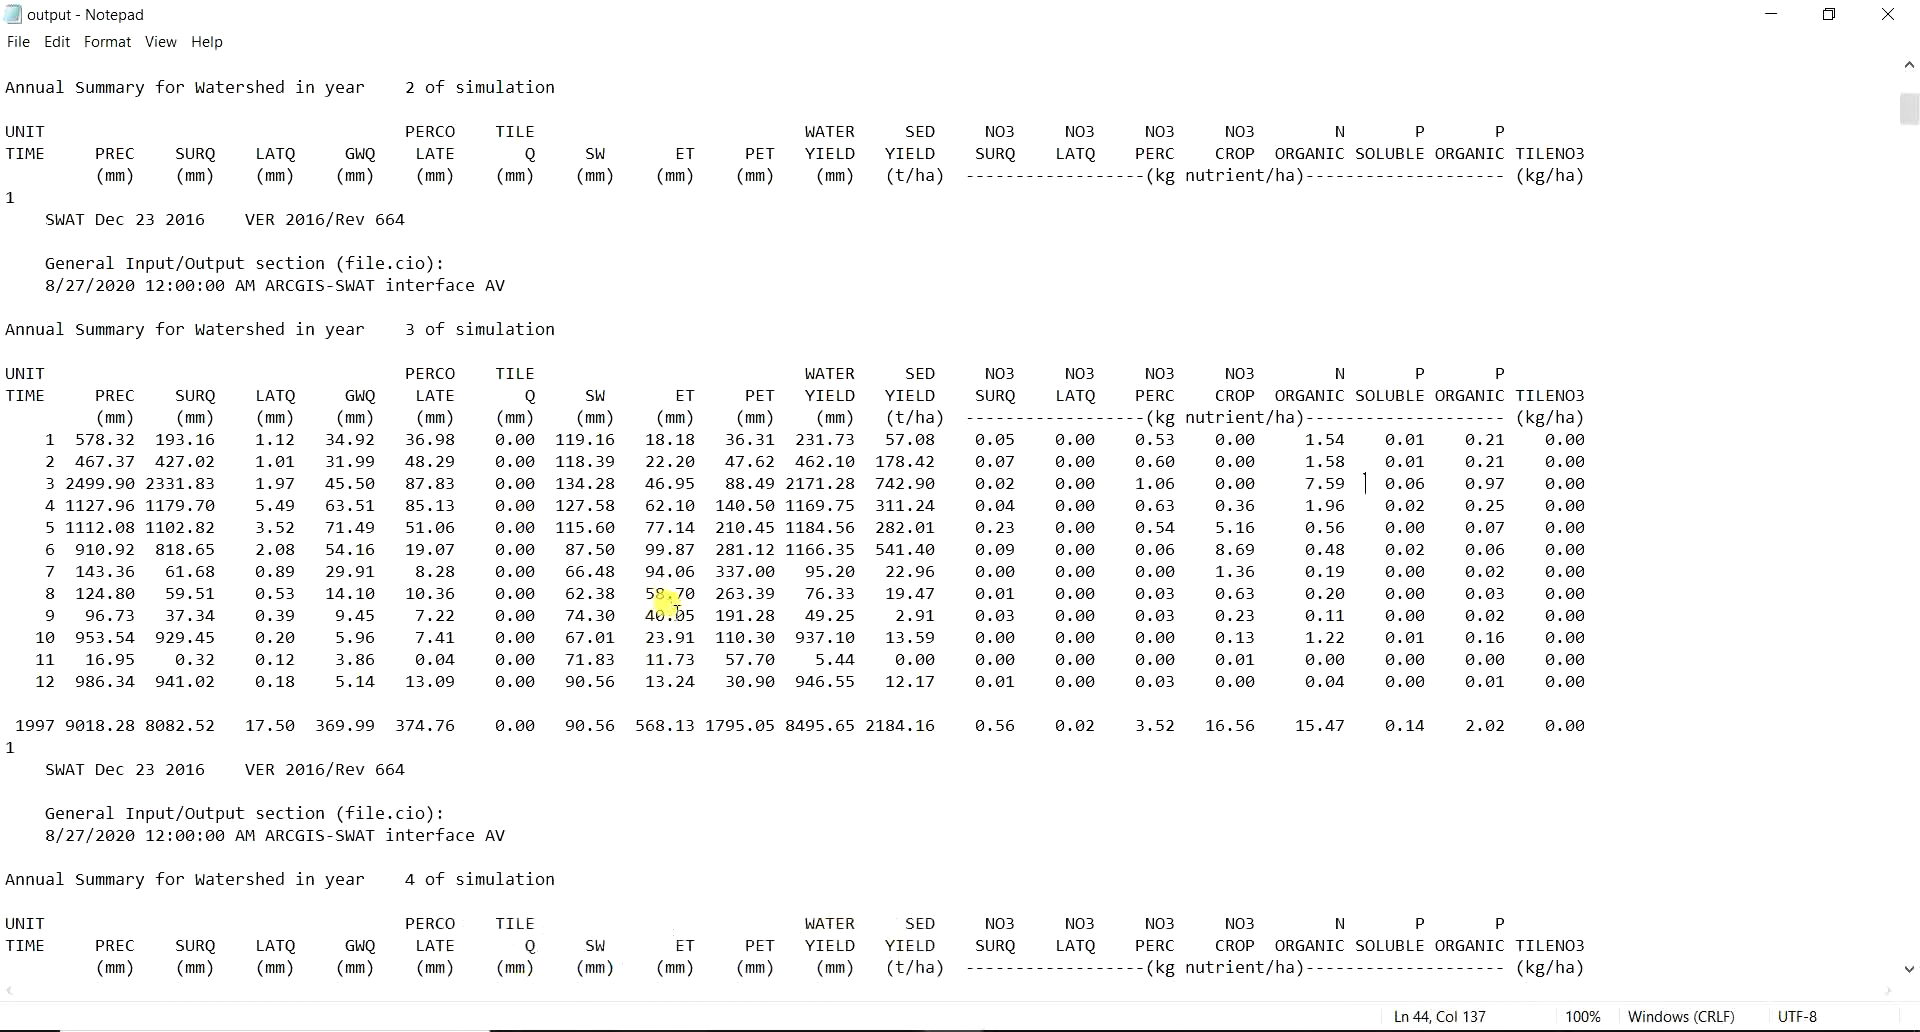 output - Notepad
File Edit Format View Help
Annual Summary for Watershed in year    2 of simulation
UNIT                                    PERCO    TILE                           WATER     SED     NO3     NO3     NO3     NO3       N       P      P
TIME     PREC    SURQ    LATQ     GWQ    LATE       Q     SW      ET     PET   YIELD   YIELD    SURQ    LATQ    PERC    CROP  ORGANIC SOLUBLE ORGANIC TILENO3
         (mm)    (mm)    (mm)    (mm)    (mm)    (mm)    (mm)    (mm)    (mm)    (mm)  (t/ha)  ------------------(kg nutrient/ha)-------------------- (kg/ha)
1
SWAT Dec 23 2016    VER 2016/Rev 664
General Input/Output section (file.cio):
8/27/2020 12:00:00 AM ARCGIS-SWAT interface AV
Annual Summary for Watershed in year    3 of simulation
UNIT                                    PERCO    TILE                           WATER     SED     NO3     NO3     NO3     NO3       N       P      P
TIME     PREC    SURQ    LATQ     GWQ    LATE       Q     SW      ET     PET   YIELD   YIELD    SURQ    LATQ    PERC    CROP  ORGANIC SOLUBLE ORGANIC TILENO3
         (mm)    (mm)    (mm)    (mm)    (mm)    (mm)    (mm)    (mm)    (mm)    (mm)  (t/ha)  ------------------(kg nutrient/ha)-------------------- (kg/ha)
1 578.32 193.16 1.12 34.92 36.98 0.00 119.16 18.18 36.31 231.73 57.08 0.05 0.00 0.53 0.00 1.54 0.01 0.21 0.00
2 467.37 427.02 1.01 31.99 48.29 0.00 118.39 22.20 47.62 462.10 178.42 0.07 0.00 0.60 0.00 1.58 0.01 0.21 0.00
3 2499.90 2331.83 1.97 45.50 87.83 0.00 134.28 46.95 88.49 2171.28 742.90 0.02 0.00 1.06 0.00 7.59 0.06 0.97 0.00
4 1127.96 1179.70 5.49 63.51 85.13 0.00 127.58 62.10 140.50 1169.75 311.24 0.04 0.00 0.63 0.36 1.96 0.02 0.25 0.00
5 1112.08 1102.82 3.52 71.49 51.06 0.00 115.60 77.14 210.45 1184.56 282.01 0.23 0.00 0.54 5.16 0.56 0.00 0.07 0.00
6 910.92 818.65 2.08 54.16 19.07 0.00 87.50 99.87 281.12 1166.35 541.40 0.09 0.00 0.06 8.69 0.48 0.02 0.06 0.00
7 143.36 61.68 0.89 29.91 8.28 0.00 66.48 94.06 337.00 95.20 22.96 0.00 0.00 0.00 1.36 0.19 0.00 0.02 0.00
8 124.80 59.51 0.53 14.10 10.36 0.00 62.38 58.70 263.39 76.33 19.47 0.01 0.00 0.03 0.63 0.20 0.00 0.03 0.00
9 96.73 37.34 0.39 9.45 7.22 0.00 74.30 40.05 191.28 49.25 2.91 0.03 0.00 0.03 0.23 0.11 0.00 0.02 0.00
10 953.54 929.45 0.20 5.96 7.41 0.00 67.01 23.91 110.30 937.10 13.59 0.00 0.00 0.00 0.13 1.22 0.01 0.16 0.00
11 16.95 0.32 0.12 3.86 0.04 0.00 71.83 11.73 57.70 5.44 0.00 0.00 0.00 0.00 0.01 0.00 0.00 0.00 0.00
12 986.34 941.02 0.18 5.14 13.09 0.00 90.56 13.24 30.90 946.55 12.17 0.01 0.00 0.03 0.00 0.04 0.00 0.01 0.00
1997 9018.28 8082.52 17.50 369.99 374.76 0.00 90.56 568.13 1795.05 8495.65 2184.16 0.56 0.02 3.52 16.56 15.47 0.14 2.02 0.00
1
SWAT Dec 23 2016    VER 2016/Rev 664
General Input/Output section (file.cio):
8/27/2020 12:00:00 AM ARCGIS-SWAT interface AV
Annual Summary for Watershed in year    4 of simulation
UNIT                                    PERCO    TILE                           WATER     SED     NO3     NO3     NO3     NO3       N       P      P
TIME     PREC    SURQ    LATQ     GWQ    LATE       Q     SW      ET     PET   YIELD   YIELD    SURQ    LATQ    PERC    CROP  ORGANIC SOLUBLE ORGANIC TILENO3
         (mm)    (mm)    (mm)    (mm)    (mm)    (mm)    (mm)    (mm)    (mm)    (mm)  (t/ha)  ------------------(kg nutrient/ha)-------------------- (kg/ha)
Ln 44, Col 137    100%    Windows (CRLF)    UTF-8